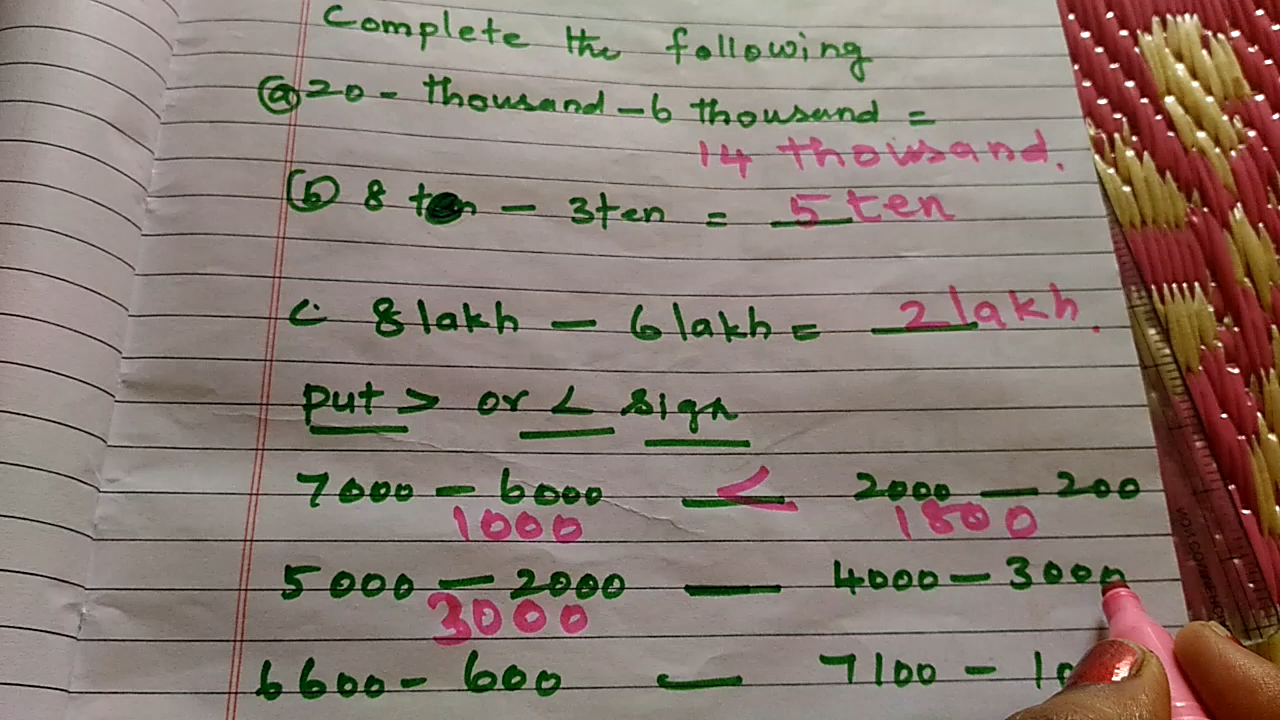 Complete the following
(a) 20 - thousand - 6 thousand =
14 thousand.
(b) 8 ten - 3 ten = 5 ten
c. 8 lakh - 6 lakh = 2 lakh.
put > or < sign
7000 - 6000 < 2000 - 200
1000 1800
5000 - 2000 __ 4000 - 3000
3000
6600 - 600 __ 7100 -